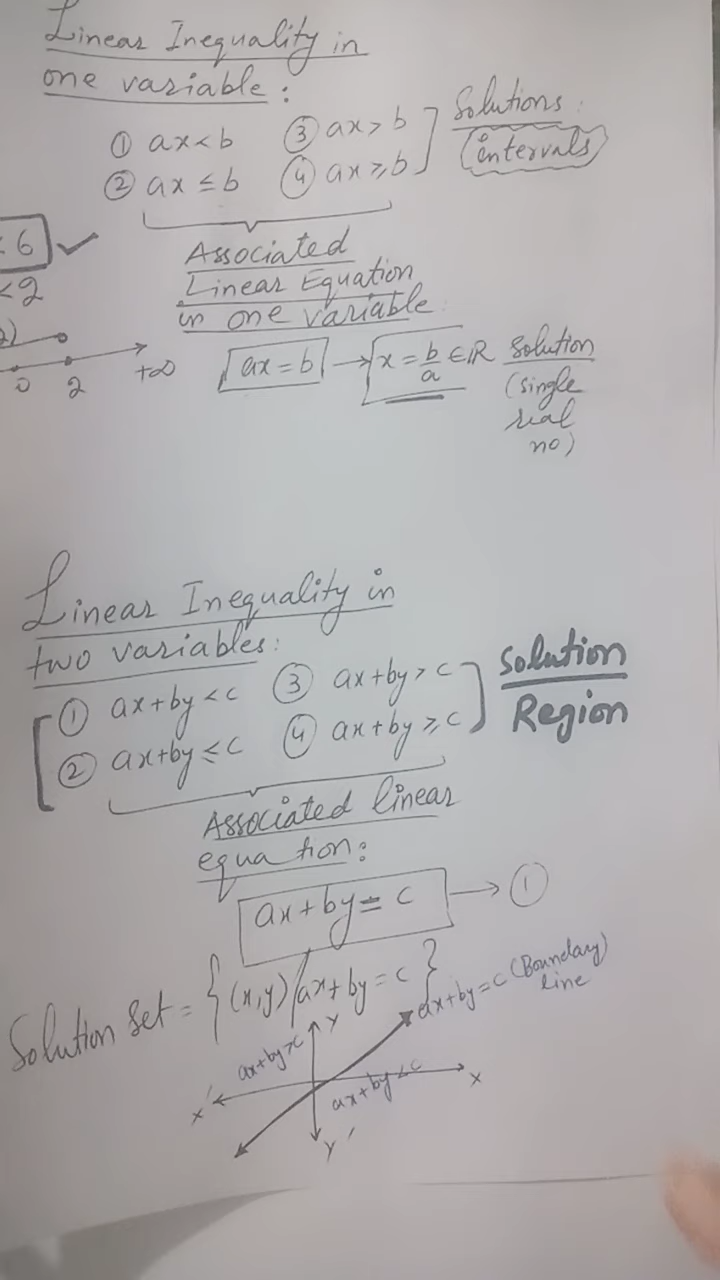 Linear Inequality in
one variable:
① ax < b ③ ax > b Solutions:
② ax ≤ b ④ ax ≥ b (intervals)
6 ✓
<2
Associated
Linear Equation
in one variable
0 2 +∞
ax = b → x = b/a ∈ ℝ Solution
(single
real
no)
Linear Inequality in
two variables:
① ax+by < c ③ ax+by > c Solution
② ax+by ≤ c ④ ax+by ≥ c Region
Associated linear
equation:
ax+by = c → ①
Solution Set = {(x,y) / ax+by = c}
ax+by=c (Boundary)
line
ax+by>c Y
X' ax+by<c X
Y'